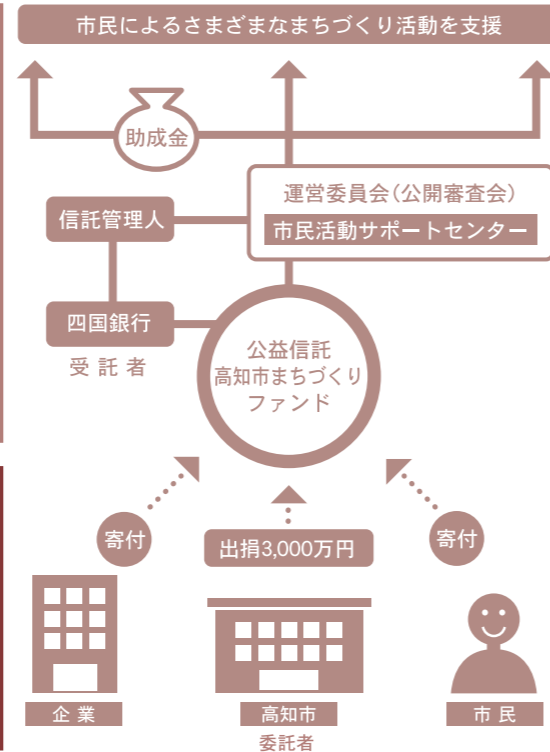 市民によるさまざまなまちづくり活動を支援
助成金
運営委員会(公開審査会)
市民活動サポートセンター
信託管理人
四国銀行
受託者
公益信託
高知市まちづくり
ファンド
寄付
出捐3,000万円
寄付
企業
高知市
委託者
市民